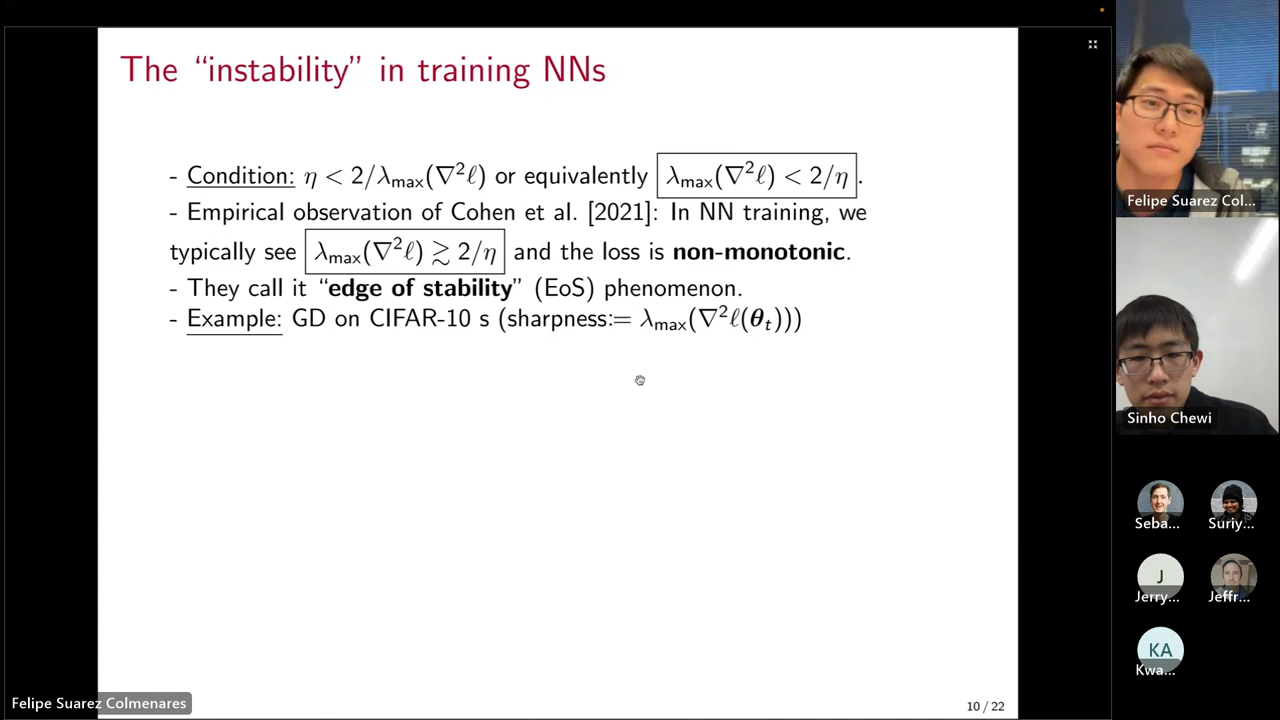 The “instability” in training NNs
- Condition: η < 2/λmax(∇²ℓ) or equivalently λmax(∇²ℓ) < 2/η.
- Empirical observation of Cohen et al. [2021]: In NN training, we
typically see λmax(∇²ℓ) ≳ 2/η and the loss is non-monotonic.
- They call it “edge of stability” (EoS) phenomenon.
- Example: GD on CIFAR-10 s (sharpness:= λmax(∇²ℓ(θt)))
10 / 22
Felipe Suarez Colmenares
Felipe Suarez Col...
Sinho Chewi
Seba...
Suriy...
J
Jerry...
Jeffr...
KA
Kwa...